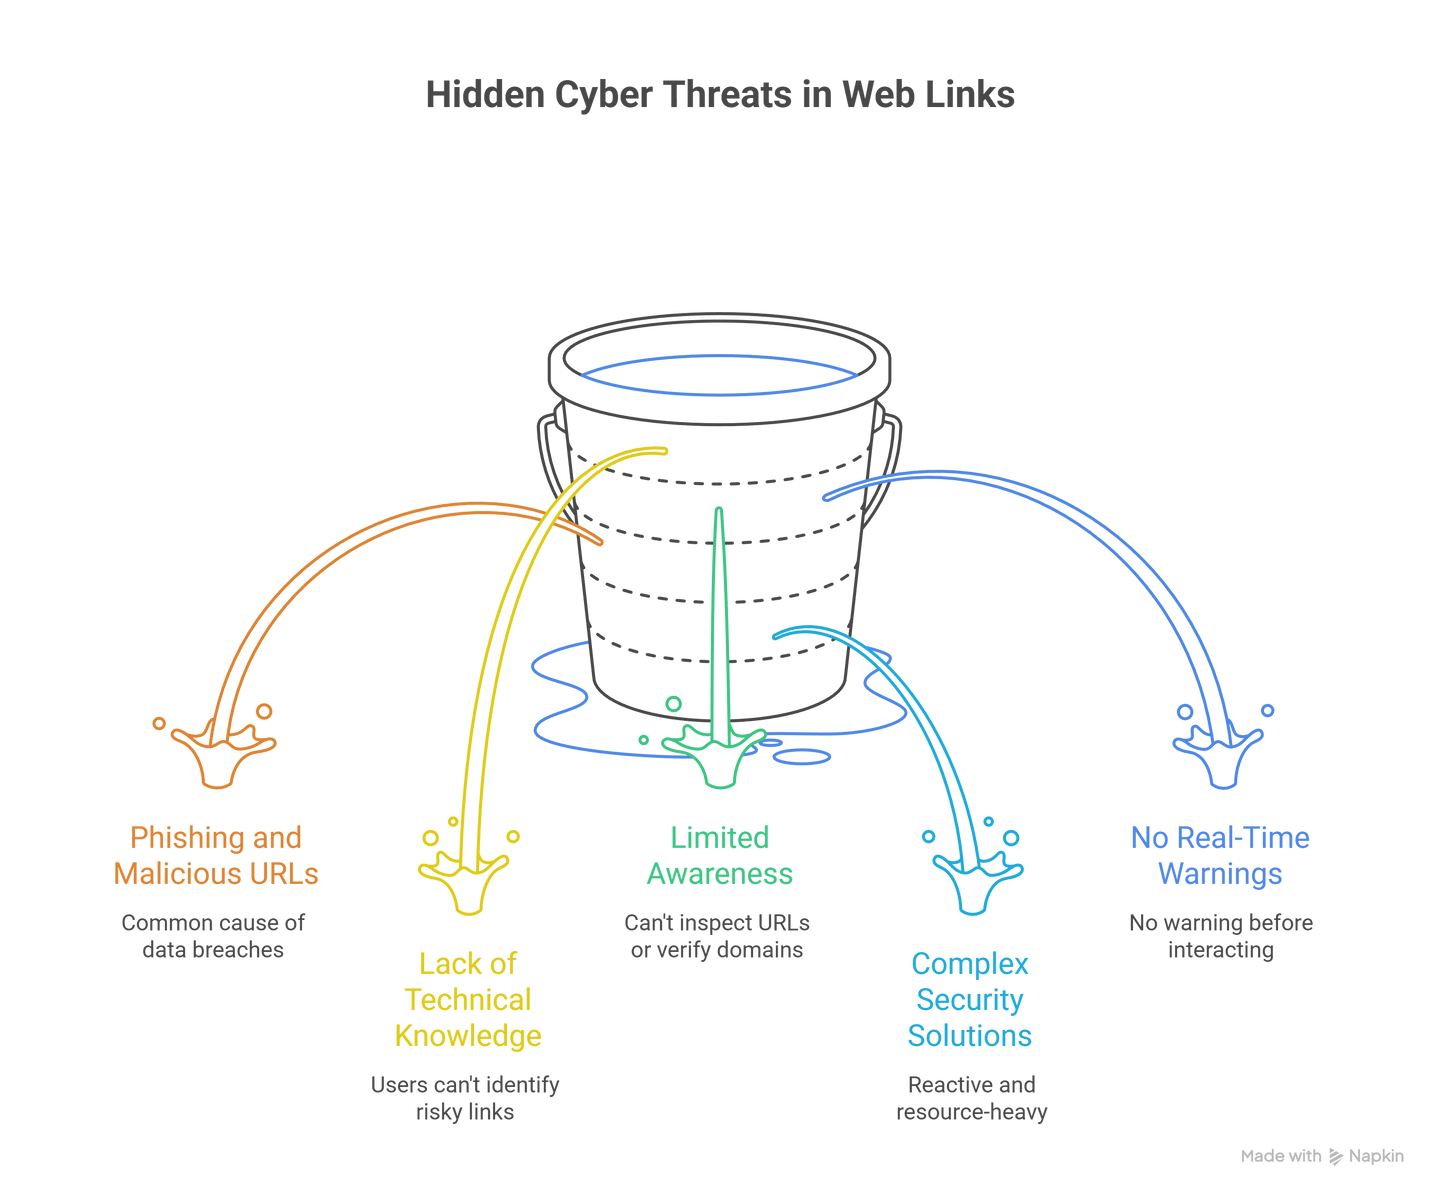 Hidden Cyber Threats in Web Links
Phishing and
Malicious URLs
Common cause of
data breaches
Lack of
Technical
Knowledge
Users can't identify
risky links
Limited
Awareness
Can't inspect URLs
or verify domains
Complex
Security
Solutions
Reactive and
resource-heavy
No Real-Time
Warnings
No warning before
interacting
Made with Napkin